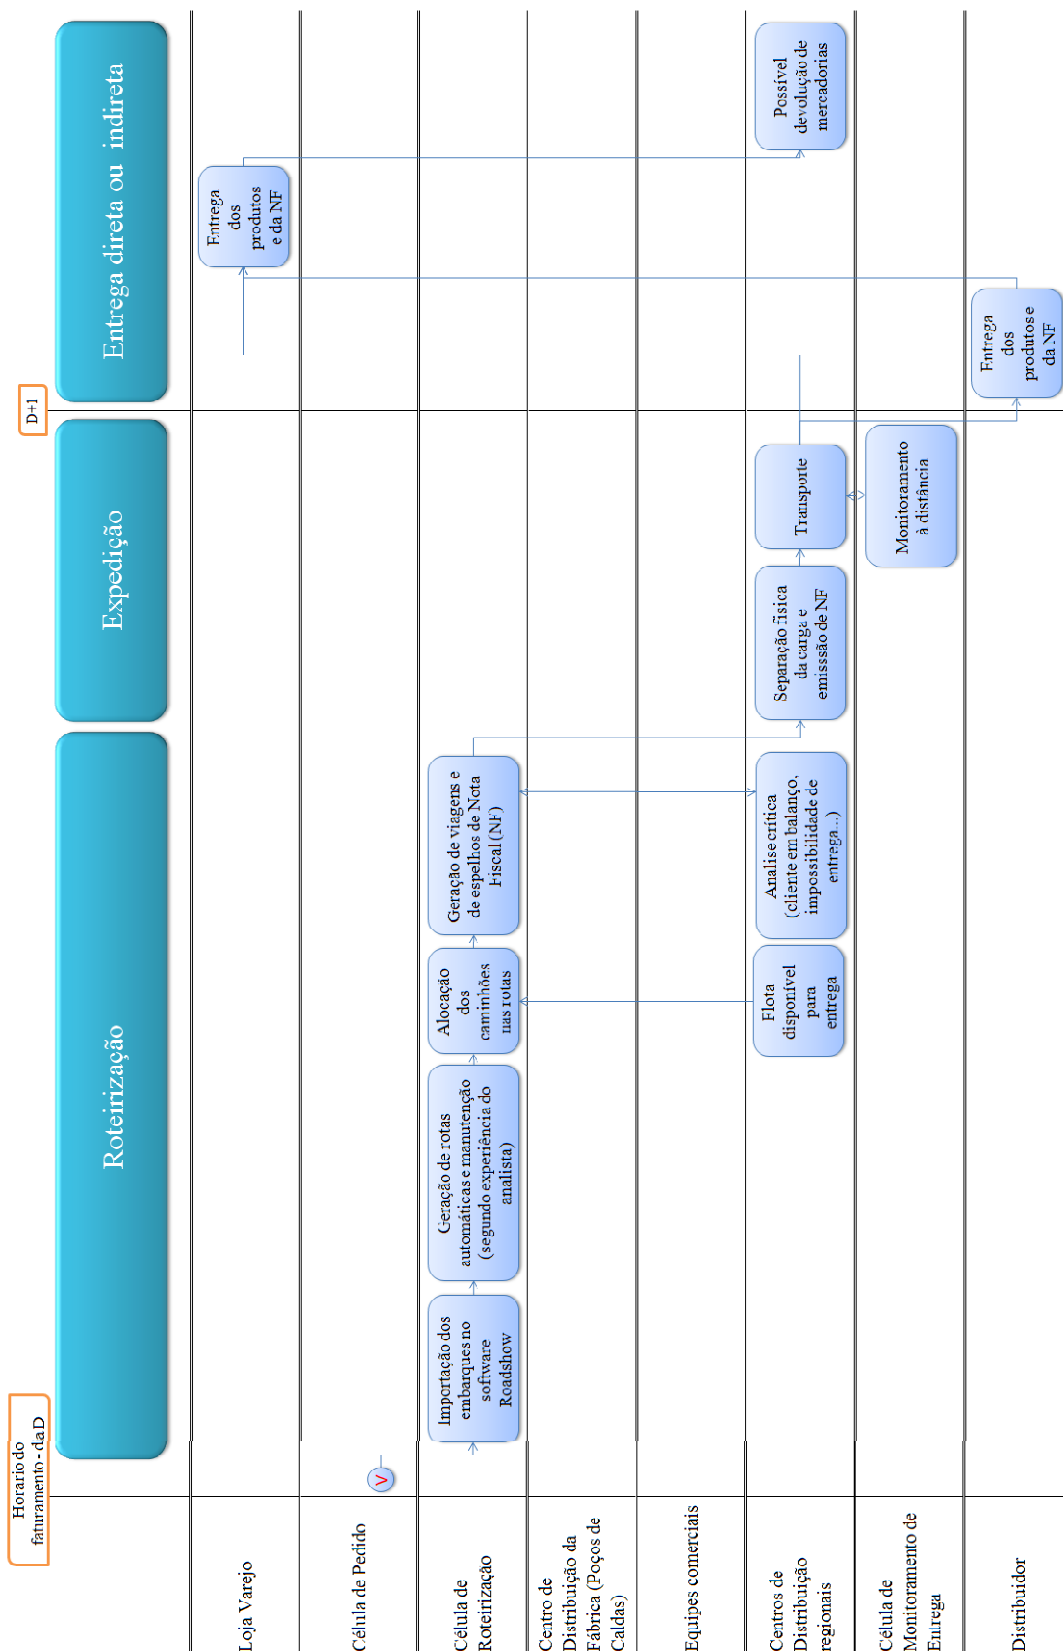 Horario do
faturamento - da D
D+1
Roteirização
Expedição
Entrega direta ou indireta
Loja Varejo
Entrega
dos
produtos
e da NF
Célula de Pedido
V
Célula de
Roteirização
Importação dos
embarques no
software
Roadshow
Geração de rotas
automáticas e manutenção
(segundo experiência do
analista)
Alocação
dos
caminhões
nas rotas
Geração de viagens e
de espelhos de Nota
Fiscal (NF)
Centro de
Distribuição da
Fábrica (Poços de
Caldas)
Equipes comerciais
Centros de
Distribuição
regionais
Flota
disponível
para
entrega
Analise crítica
(cliente em balanço,
impossibilidade de
entrega...)
Separação física
da carga e
emisssão de NF
Transporte
Possível
devolução de
mercadorias
Célula de
Monitoramento de
Entrega
Monitoramento
à distância
Distribuidor
Entrega
dos
produtos e
da NF